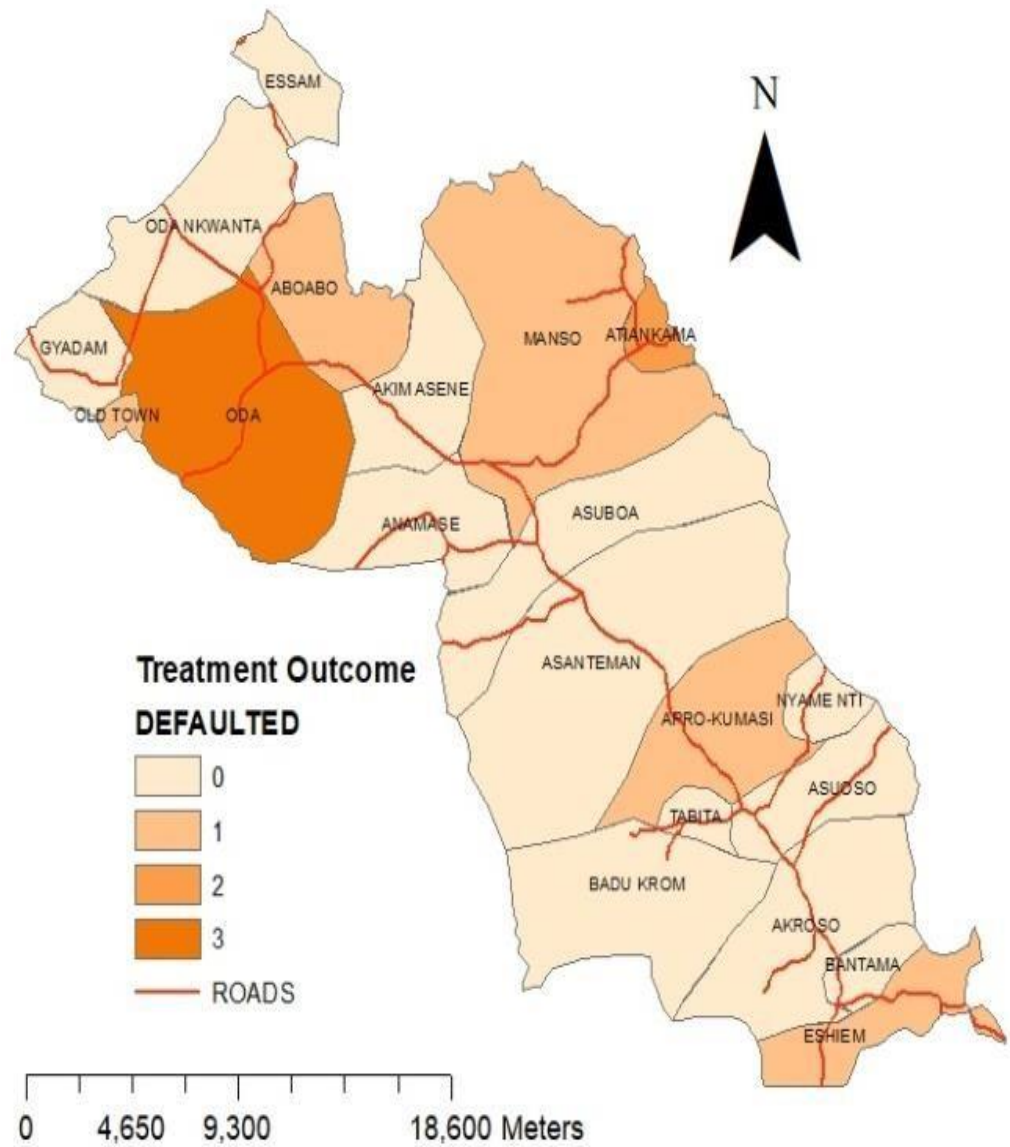 ESSAM
N
ODA NKWANTA
ABOABO
GYADAM
MANSO
ATIANKAMA
OLD TOWN
ODA
AKIM ASENE
ANAMASE
ASUBOA
ASANTEMAN
NYAME NTI
APRO-KUMASI
ASUOSO
TABITA
BADU KROM
AKROSO
BANTAMA
ESHIEM
Treatment Outcome
DEFAULTED
0
1
2
3
ROADS
0 4,650 9,300 18,600 Meters